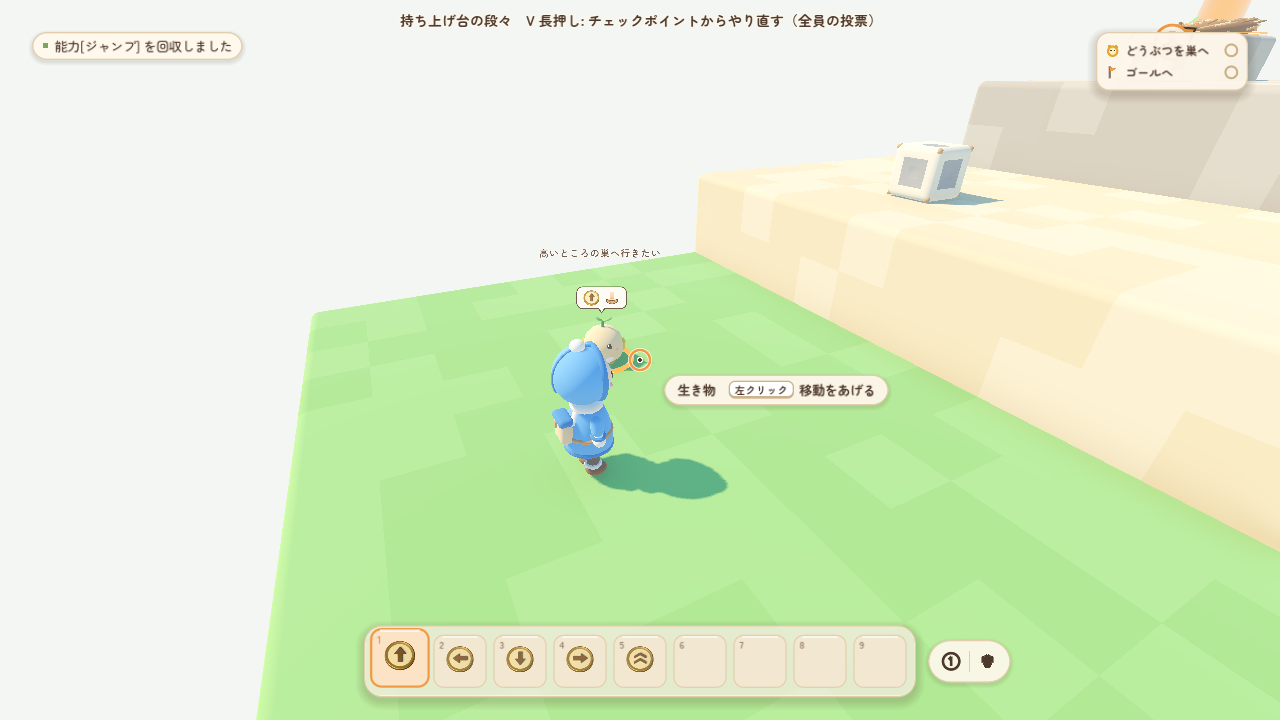 持ち上げ台の段々 V 長押し: チェックポイントからやり直す（全員の投票）
能力[ジャンプ] を回収しました
どうぶつを巣へ
ゴールへ
高いところの巣へ行きたい
生き物 左クリック 移動をあげる
1 2 3 4 5 6 7 8 9
1